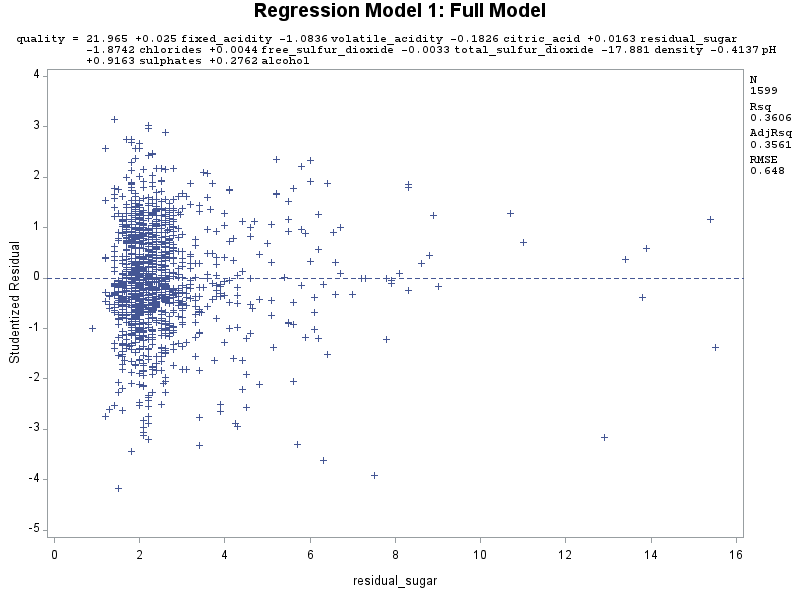 Regression Model 1: Full Model
quality = 21.965 +0.025 fixed_acidity -1.0836 volatile_acidity -0.1826 citric_acid +0.0163 residual_sugar
-1.8742 chlorides +0.0044 free_sulfur_dioxide -0.0033 total_sulfur_dioxide -17.881 density -0.4137 pH
+0.9163 sulphates +0.2762 alcohol
N
1599
Rsq
0.3606
AdjRsq
0.3561
RMSE
0.648
Studentized Residual
4
3
2
1
0
-1
-2
-3
-4
-5
0 2 4 6 8 10 12 14 16
residual_sugar